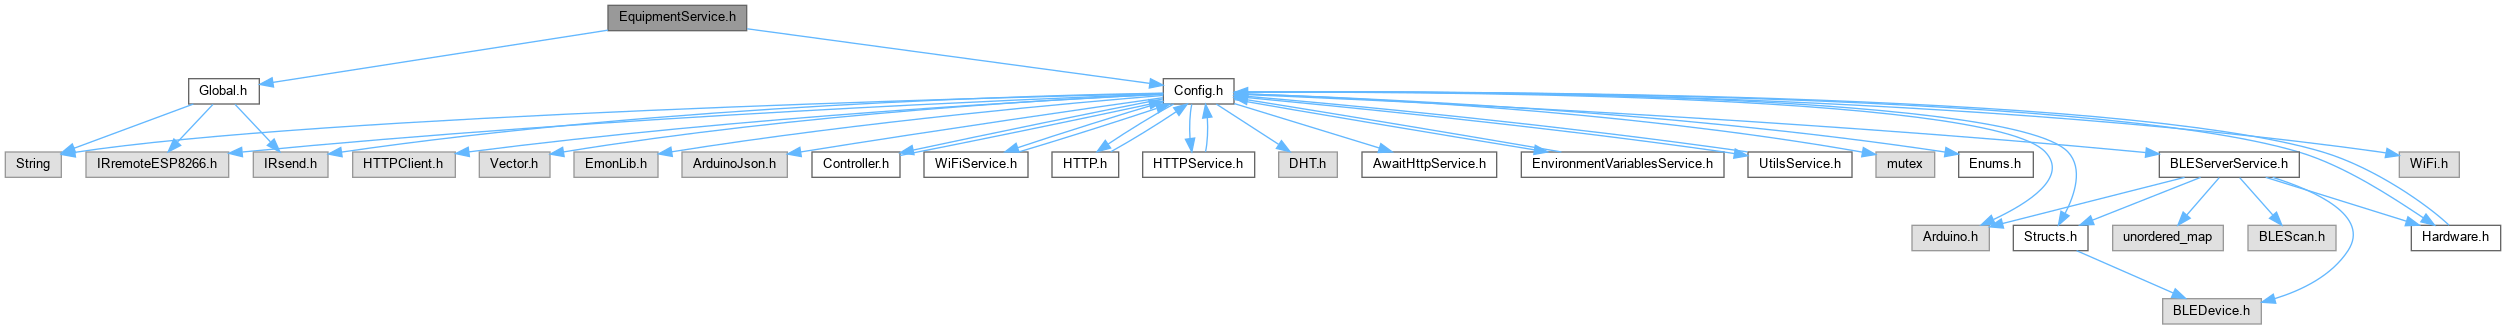 EquipmentService.h
Global.h
Config.h
String
IRremoteESP8266.h
IRsend.h
HTTPClient.h
Vector.h
EmonLib.h
ArduinoJson.h
Controller.h
WiFiService.h
HTTP.h
HTTPService.h
DHT.h
AwaitHttpService.h
EnvironmentVariablesService.h
UtilsService.h
mutex
Enums.h
BLEServerService.h
WiFi.h
Arduino.h
Structs.h
unordered_map
BLEScan.h
Hardware.h
BLEDevice.h